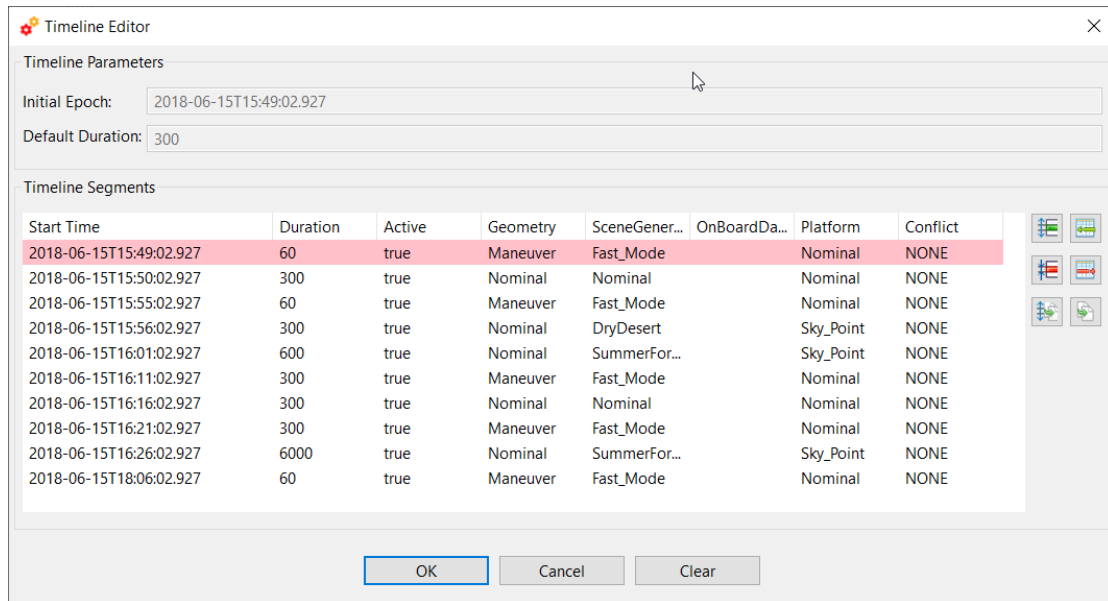 Timeline Editor
Timeline Parameters
Initial Epoch: 2018-06-15T15:49:02.927
Default Duration: 300
Timeline Segments
Start Time Duration Active Geometry SceneGener... OnBoardDa... Platform Conflict
2018-06-15T15:49:02.927 60 true Maneuver Fast_Mode Nominal NONE
2018-06-15T15:50:02.927 300 true Nominal Nominal Nominal NONE
2018-06-15T15:55:02.927 60 true Maneuver Fast_Mode Nominal NONE
2018-06-15T15:56:02.927 300 true Nominal DryDesert Sky_Point NONE
2018-06-15T16:01:02.927 600 true Nominal SummerFor... Sky_Point NONE
2018-06-15T16:11:02.927 300 true Maneuver Fast_Mode Nominal NONE
2018-06-15T16:16:02.927 300 true Nominal Nominal Nominal NONE
2018-06-15T16:21:02.927 300 true Maneuver Fast_Mode Nominal NONE
2018-06-15T16:26:02.927 6000 true Nominal SummerFor... Sky_Point NONE
2018-06-15T18:06:02.927 60 true Maneuver Fast_Mode Nominal NONE
OK Cancel Clear